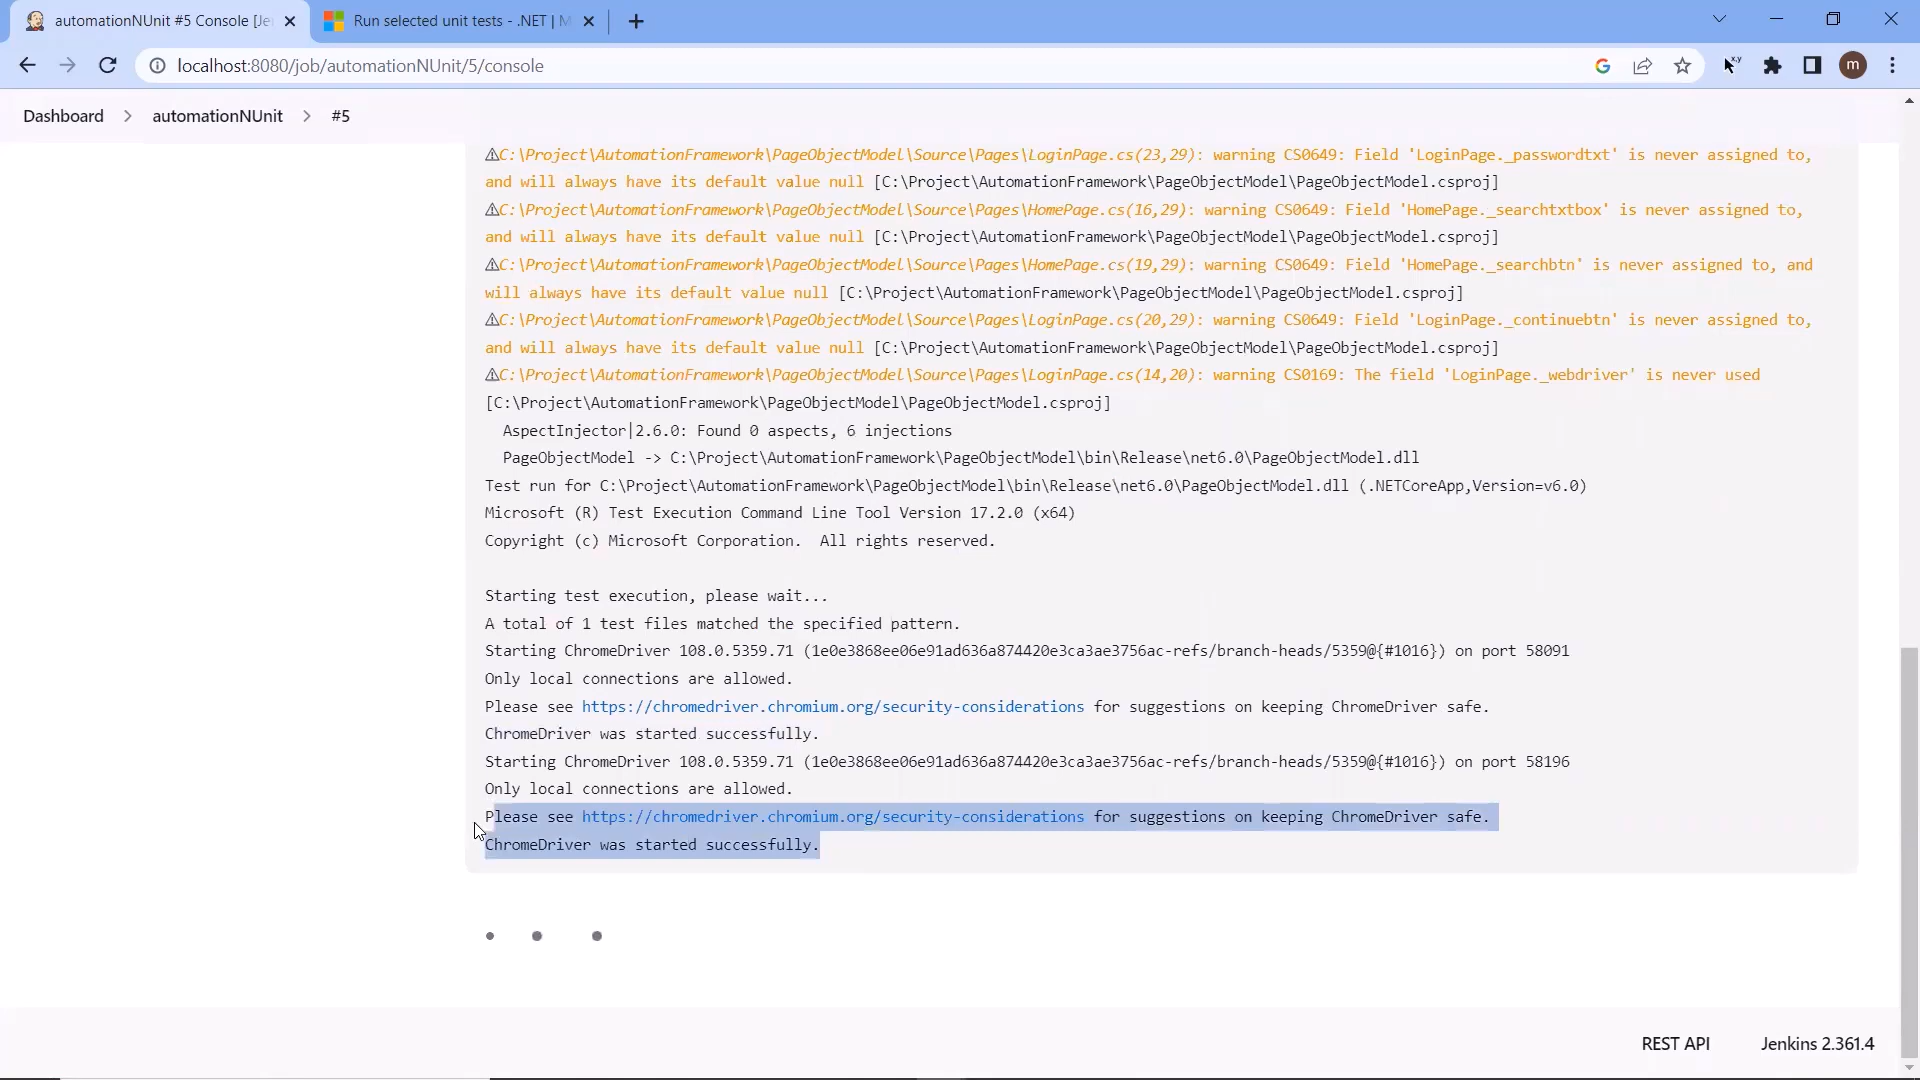 automationNUnit #5 Console [Je
Run selected unit tests - .NET | M
localhost:8080/job/automationNUnit/5/console
x,y
m
Dashboard > automationNUnit > #5
⚠C:\Project\AutomationFramework\PageObjectModel\Source\Pages\LoginPage.cs(23,29): warning CS0649: Field 'LoginPage._passwordtxt' is never assigned to,
and will always have its default value null [C:\Project\AutomationFramework\PageObjectModel\PageObjectModel.csproj]
⚠C:\Project\AutomationFramework\PageObjectModel\Source\Pages\HomePage.cs(16,29): warning CS0649: Field 'HomePage._searchtxtbox' is never assigned to,
and will always have its default value null [C:\Project\AutomationFramework\PageObjectModel\PageObjectModel.csproj]
⚠C:\Project\AutomationFramework\PageObjectModel\Source\Pages\HomePage.cs(19,29): warning CS0649: Field 'HomePage._searchbtn' is never assigned to, and
will always have its default value null [C:\Project\AutomationFramework\PageObjectModel\PageObjectModel.csproj]
⚠C:\Project\AutomationFramework\PageObjectModel\Source\Pages\LoginPage.cs(20,29): warning CS0649: Field 'LoginPage._continuebtn' is never assigned to,
and will always have its default value null [C:\Project\AutomationFramework\PageObjectModel\PageObjectModel.csproj]
⚠C:\Project\AutomationFramework\PageObjectModel\Source\Pages\LoginPage.cs(14,20): warning CS0169: The field 'LoginPage._webdriver' is never used
[C:\Project\AutomationFramework\PageObjectModel\PageObjectModel.csproj]
AspectInjector|2.6.0: Found 0 aspects, 6 injections
PageObjectModel -> C:\Project\AutomationFramework\PageObjectModel\bin\Release\net6.0\PageObjectModel.dll
Test run for C:\Project\AutomationFramework\PageObjectModel\bin\Release\net6.0\PageObjectModel.dll (.NETCoreApp,Version=v6.0)
Microsoft (R) Test Execution Command Line Tool Version 17.2.0 (x64)
Copyright (c) Microsoft Corporation.  All rights reserved.
Starting test execution, please wait...
A total of 1 test files matched the specified pattern.
Starting ChromeDriver 108.0.5359.71 (1e0e3868ee06e91ad636a874420e3ca3ae3756ac-refs/branch-heads/5359@{#1016}) on port 58091
Only local connections are allowed.
Please see https://chromedriver.chromium.org/security-considerations for suggestions on keeping ChromeDriver safe.
ChromeDriver was started successfully.
Starting ChromeDriver 108.0.5359.71 (1e0e3868ee06e91ad636a874420e3ca3ae3756ac-refs/branch-heads/5359@{#1016}) on port 58196
Only local connections are allowed.
Please see https://chromedriver.chromium.org/security-considerations for suggestions on keeping ChromeDriver safe.
ChromeDriver was started successfully.
REST API Jenkins 2.361.4